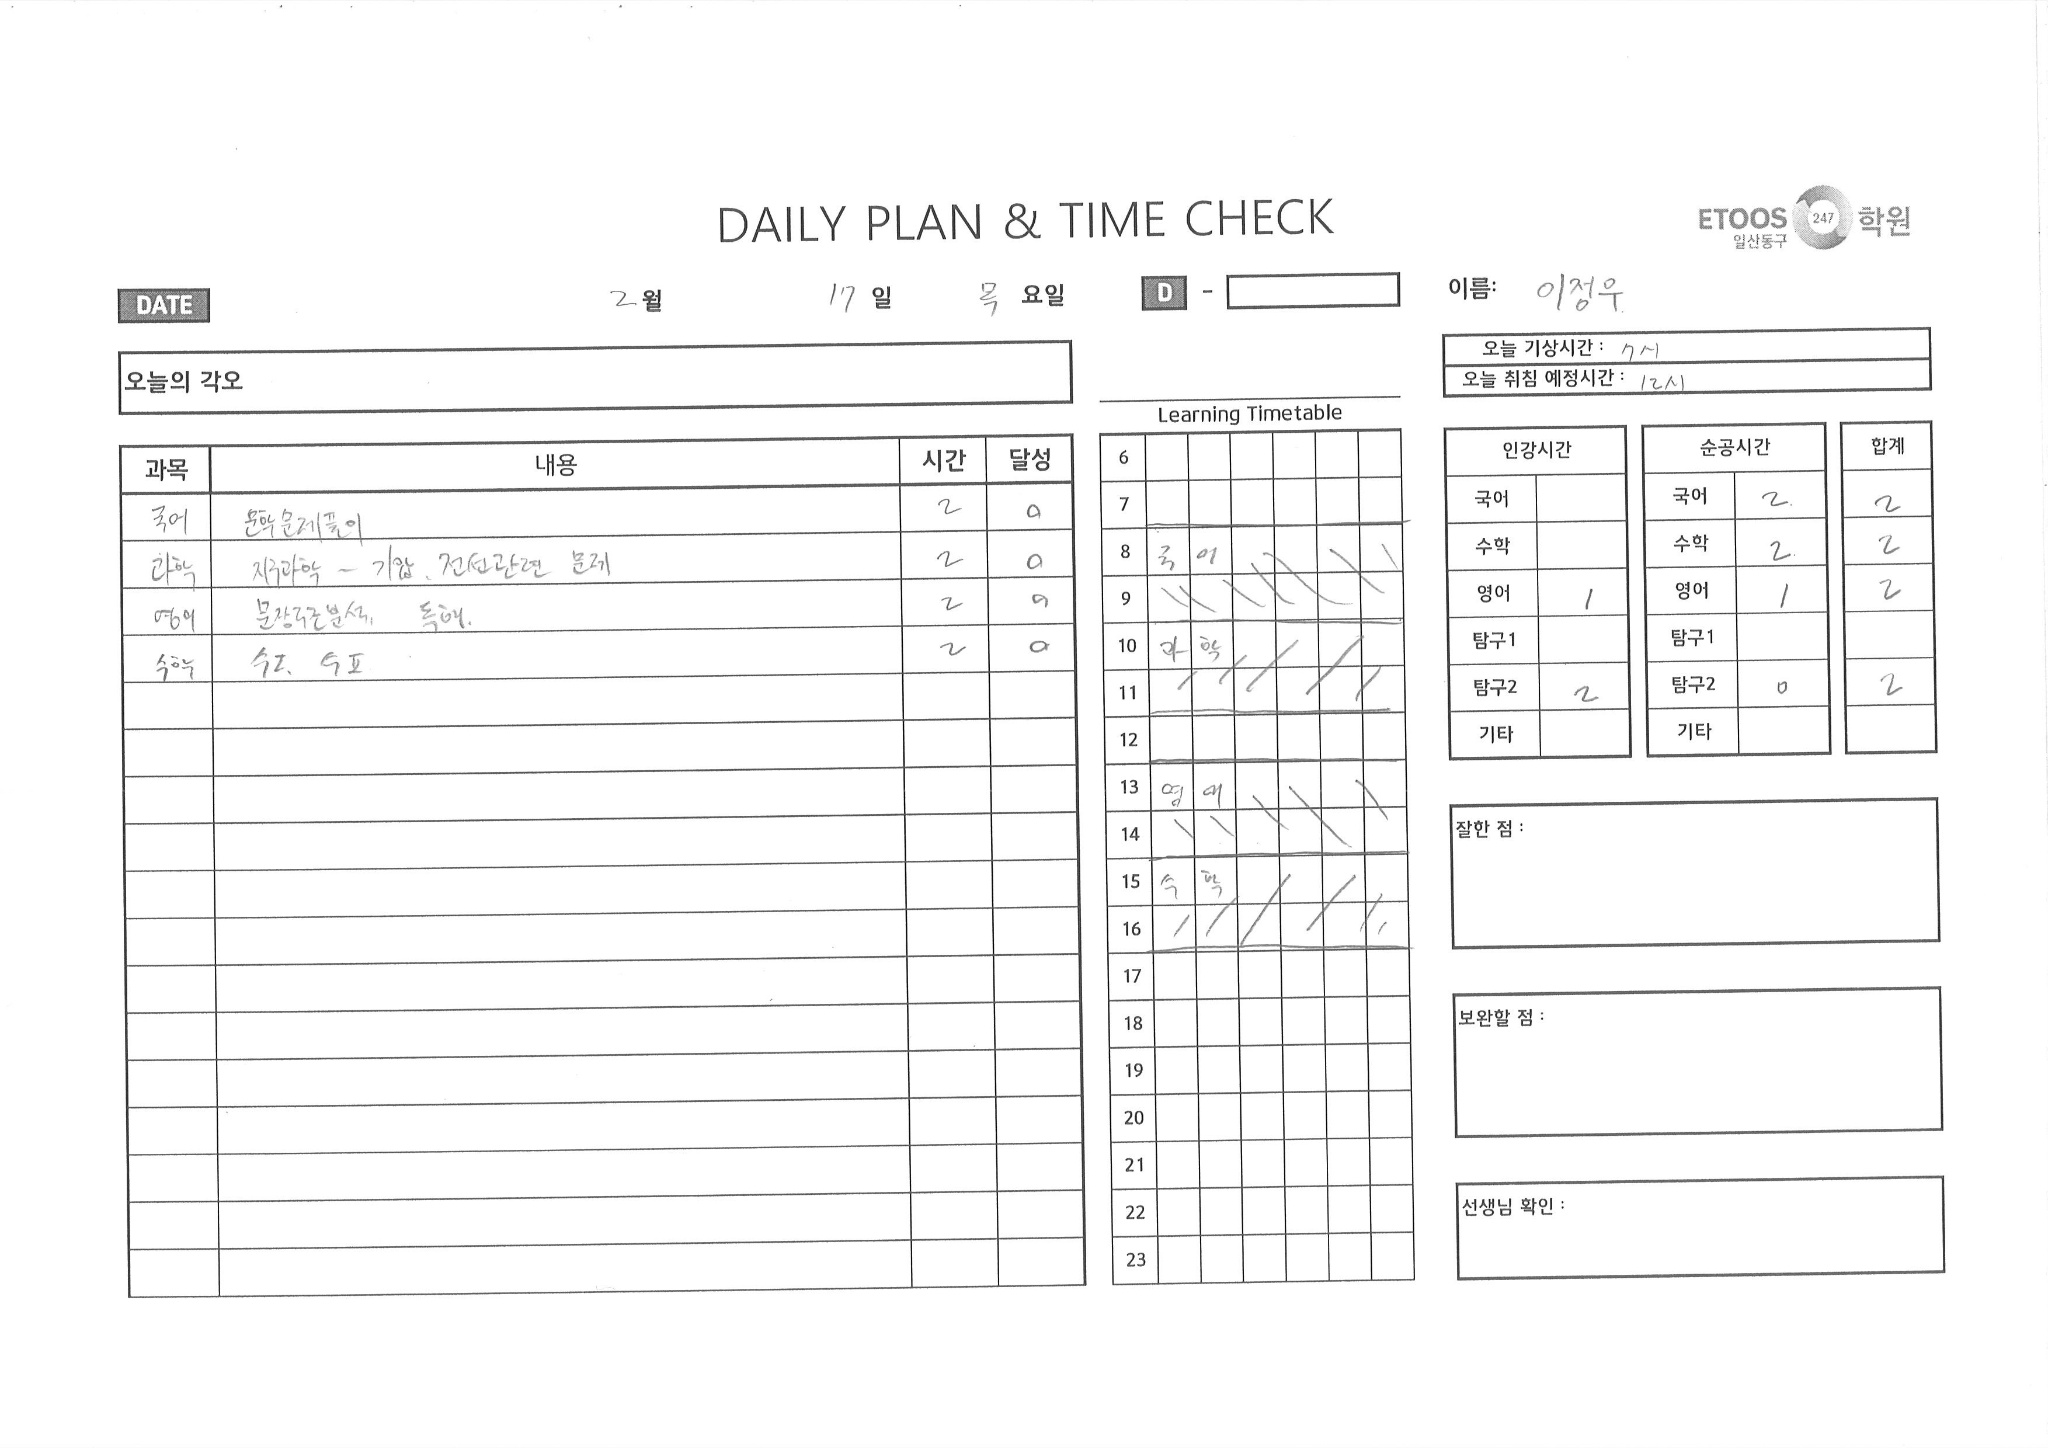 DAILY PLAN & TIME CHECK
ETOOS 247 학원
일산동구
DATE 2월 17일 목요일
D -
이름: 이정우
오늘의 각오
오늘 기상시간 : 7시
오늘 취침 예정시간 : 12시
과목 내용 시간 달성
국어 문학문제풀이 2 a
과학 지구과학 - 기압, 전선관련 문제 2 a
영어 문장구조분석, 독해. 2 a
수학 수I. 수II 2 a
Learning Timetable
6
7
8 국어
9
10 과학
11
12
13 영어
14
15 수학
16
17
18
19
20
21
22
23
인강시간 순공시간 합계
국어 국어 2 2
수학 수학 2 2
영어 1 영어 1 2
탐구1 탐구1
탐구2 2 탐구2 0 2
기타 기타
잘한 점 :
보완할 점 :
선생님 확인 :